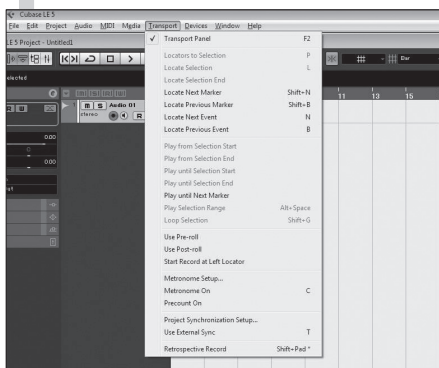 Cubase LE 5
File Edit Project Audio MIDI Media Transport Devices Window Help
LE 5 Project - Untitled1
Bar
elected
11 13 15
1 m S Audio 01
stereo R
0.00
0.00
Transport Panel F2
Locators to Selection P
Locate Selection L
Locate Selection End
Locate Next Marker Shift+N
Locate Previous Marker Shift+B
Locate Next Event N
Locate Previous Event B
Play from Selection Start
Play from Selection End
Play until Selection Start
Play until Selection End
Play until Next Marker
Play Selection Range Alt+Space
Loop Selection Shift+G
Use Pre-roll
Use Post-roll
Start Record at Left Locator
Metronome Setup...
Metronome On C
Precount On
Project Synchronization Setup...
Use External Sync T
Retrospective Record Shift+Pad *